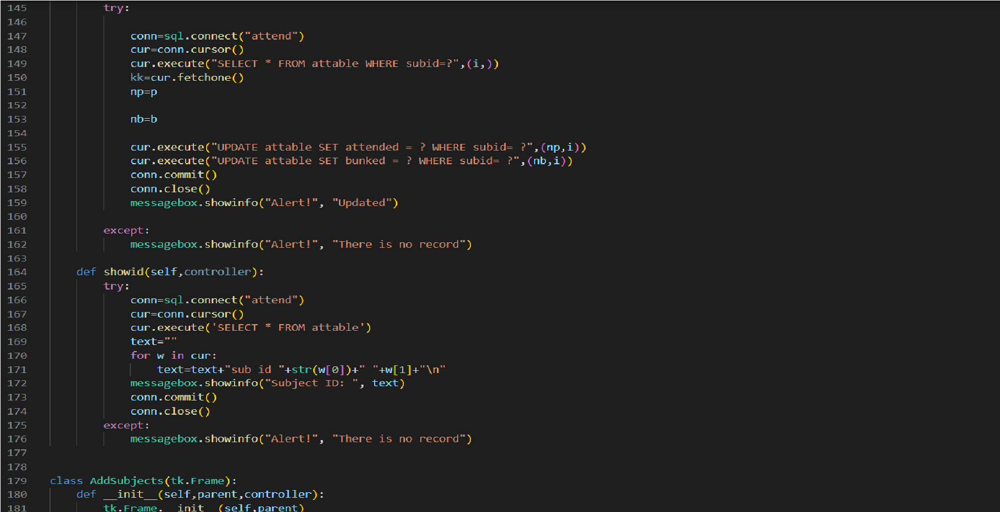 145 try:
146
147 conn=sql.connect("attend")
148 cur=conn.cursor()
149 cur.execute("SELECT * FROM attable WHERE subid=?",(i,))
150 kk=cur.fetchone()
151 np=p
152
153 nb=b
154
155 cur.execute("UPDATE attable SET attended = ? WHERE subid= ?",(np,i))
156 cur.execute("UPDATE attable SET bunked = ? WHERE subid= ?",(nb,i))
157 conn.commit()
158 conn.close()
159 messagebox.showinfo("Alert!", "Updated")
160
161 except:
162 messagebox.showinfo("Alert!", "There is no record")
163
164 def showid(self,controller):
165 try:
166 conn=sql.connect("attend")
167 cur=conn.cursor()
168 cur.execute('SELECT * FROM attable')
169 text=""
170 for w in cur:
171 text=text+"sub id "+str(w[0])+" "+w[1]+"\n"
172 messagebox.showinfo("Subject ID: ", text)
173 conn.commit()
174 conn.close()
175 except:
176 messagebox.showinfo("Alert!", "There is no record")
177
178
179 class AddSubjects(tk.Frame):
180 def __init__(self,parent,controller):
181 tk.Frame.__init__(self,parent)